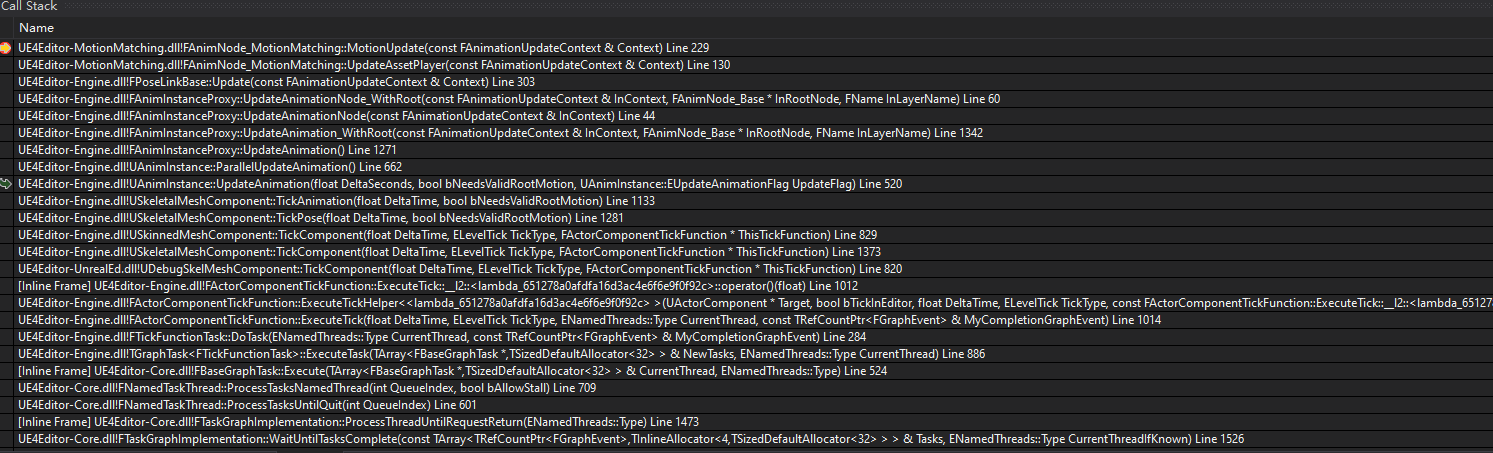 Call Stack
Name
UE4Editor-MotionMatching.dll!FAnimNode_MotionMatching::MotionUpdate(const FAnimationUpdateContext & Context) Line 229
UE4Editor-MotionMatching.dll!FAnimNode_MotionMatching::UpdateAssetPlayer(const FAnimationUpdateContext & Context) Line 130
UE4Editor-Engine.dll!FPoseLinkBase::Update(const FAnimationUpdateContext & Context) Line 303
UE4Editor-Engine.dll!FAnimInstanceProxy::UpdateAnimationNode_WithRoot(const FAnimationUpdateContext & InContext, FAnimNode_Base * InRootNode, FName InLayerName) Line 60
UE4Editor-Engine.dll!FAnimInstanceProxy::UpdateAnimationNode(const FAnimationUpdateContext & InContext) Line 44
UE4Editor-Engine.dll!FAnimInstanceProxy::UpdateAnimation_WithRoot(const FAnimationUpdateContext & InContext, FAnimNode_Base * InRootNode, FName InLayerName) Line 1342
UE4Editor-Engine.dll!FAnimInstanceProxy::UpdateAnimation() Line 1271
UE4Editor-Engine.dll!UAnimInstance::ParallelUpdateAnimation() Line 662
UE4Editor-Engine.dll!UAnimInstance::UpdateAnimation(float DeltaSeconds, bool bNeedsValidRootMotion, UAnimInstance::EUpdateAnimationFlag UpdateFlag) Line 520
UE4Editor-Engine.dll!USkeletalMeshComponent::TickAnimation(float DeltaTime, bool bNeedsValidRootMotion) Line 1133
UE4Editor-Engine.dll!USkeletalMeshComponent::TickPose(float DeltaTime, bool bNeedsValidRootMotion) Line 1281
UE4Editor-Engine.dll!USkinnedMeshComponent::TickComponent(float DeltaTime, ELevelTick TickType, FActorComponentTickFunction * ThisTickFunction) Line 829
UE4Editor-Engine.dll!USkeletalMeshComponent::TickComponent(float DeltaTime, ELevelTick TickType, FActorComponentTickFunction * ThisTickFunction) Line 1373
UE4Editor-UnrealEd.dll!UDebugSkelMeshComponent::TickComponent(float DeltaTime, ELevelTick TickType, FActorComponentTickFunction * ThisTickFunction) Line 820
[Inline Frame] UE4Editor-Engine.dll!FActorComponentTickFunction::ExecuteTick::__l2::<lambda_651278a0afdfa16d3ac4e6f6e9f0f92c>::operator()(float) Line 1012
UE4Editor-Engine.dll!FActorComponentTickFunction::ExecuteTickHelper<<lambda_651278a0afdfa16d3ac4e6f6e9f0f92c> >(UActorComponent * Target, bool bTickInEditor, float DeltaTime, ELevelTick TickType, const FActorComponentTickFunction::ExecuteTick::__l2::<lambda_6512782
UE4Editor-Engine.dll!FActorComponentTickFunction::ExecuteTick(float DeltaTime, ELevelTick TickType, ENamedThreads::Type CurrentThread, const TRefCountPtr<FGraphEvent> & MyCompletionGraphEvent) Line 1014
UE4Editor-Engine.dll!FTickFunctionTask::DoTask(ENamedThreads::Type CurrentThread, const TRefCountPtr<FGraphEvent> & MyCompletionGraphEvent) Line 284
UE4Editor-Engine.dll!TGraphTask<FTickFunctionTask>::ExecuteTask(TArray<FBaseGraphTask *,TSizedDefaultAllocator<32> > & NewTasks, ENamedThreads::Type CurrentThread) Line 886
[Inline Frame] UE4Editor-Core.dll!FBaseGraphTask::Execute(TArray<FBaseGraphTask *,TSizedDefaultAllocator<32> > & CurrentThread, ENamedThreads::Type) Line 524
UE4Editor-Core.dll!FNamedTaskThread::ProcessTasksNamedThread(int QueueIndex, bool bAllowStall) Line 709
UE4Editor-Core.dll!FNamedTaskThread::ProcessTasksUntilQuit(int QueueIndex) Line 601
[Inline Frame] UE4Editor-Core.dll!FTaskGraphImplementation::ProcessThreadUntilRequestReturn(ENamedThreads::Type) Line 1473
UE4Editor-Core.dll!FTaskGraphImplementation::WaitUntilTasksComplete(const TArray<TRefCountPtr<FGraphEvent>,TInlineAllocator<4,TSizedDefaultAllocator<32> > > & Tasks, ENamedThreads::Type CurrentThreadIfKnown) Line 1526